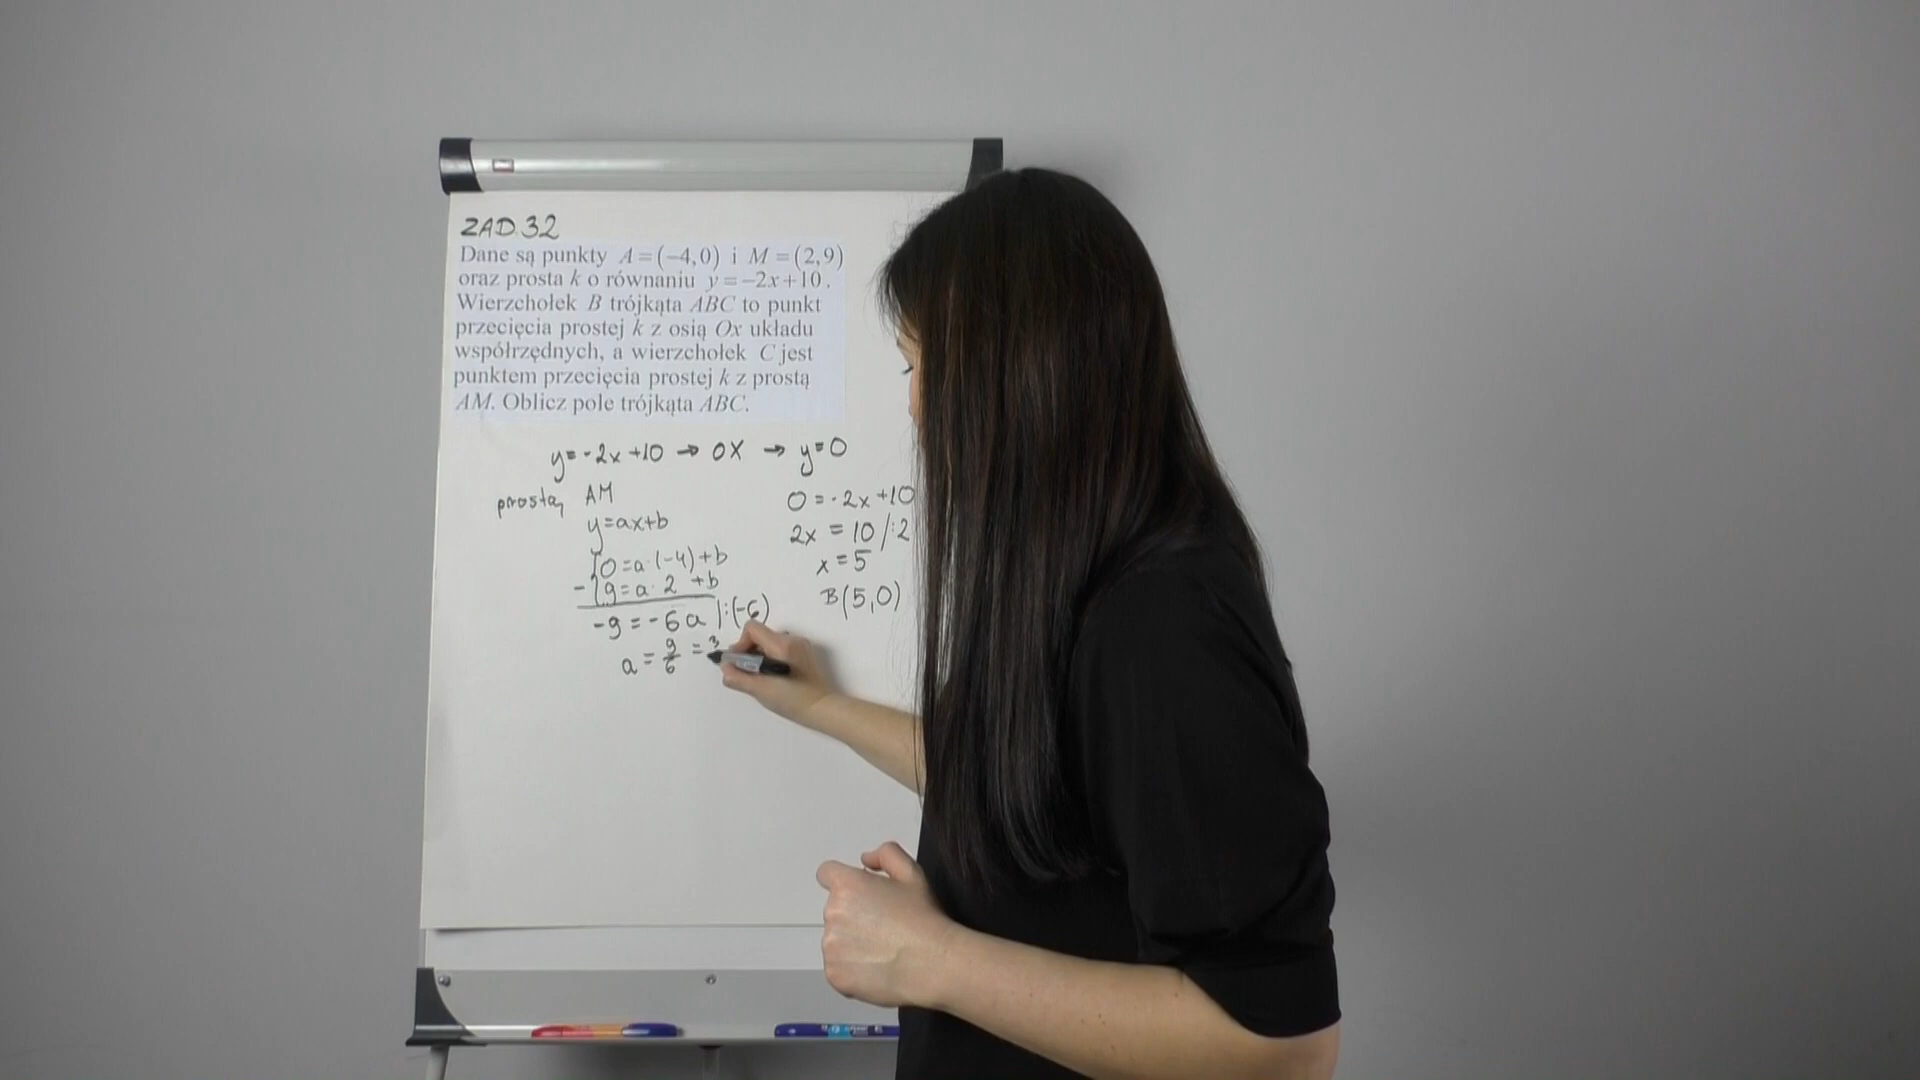 ZAD.32
Dane są punkty A=(−4,0) i M=(2,9)
oraz prosta k o równaniu y=−2x+10.
Wierzchołek B trójkąta ABC to punkt
przecięcia prostej k z osią Ox układu
współrzędnych, a wierzchołek C jest
punktem przecięcia prostej k z prostą
AM. Oblicz pole trójkąta ABC.
y=-2x+10 → OX → y=0
prosta AM
y=ax+b
0=a·(-4)+b
- 9=a·2+b
-9=-6a |:(-6)
a=9/6=3
0=-2x+10
2x=10/:2
x=5
B(5,0)